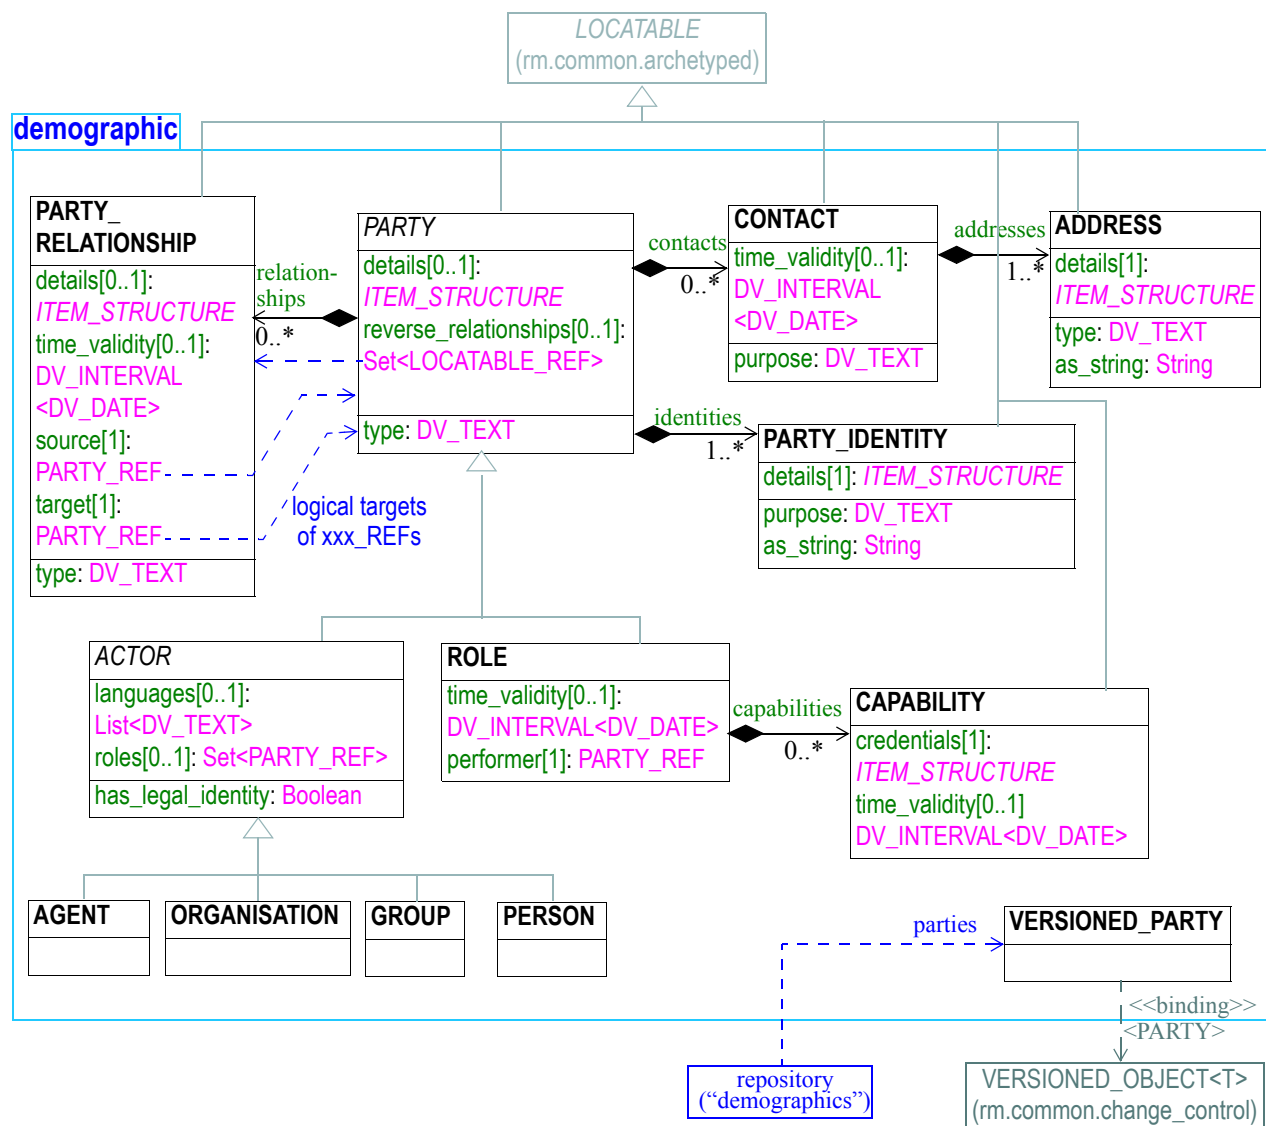 LOCATABLE
(rm.common.archetyped)
demographic
PARTY_
RELATIONSHIP
details[0..1]:
ITEM_STRUCTURE
time_validity[0..1]:
DV_INTERVAL
<DV_DATE>
source[1]:
PARTY_REF
target[1]:
PARTY_REF
type: DV_TEXT
relation-
ships
0..*
PARTY
details[0..1]:
ITEM_STRUCTURE
reverse_relationships[0..1]:
Set<LOCATABLE_REF>
type: DV_TEXT
contacts
0..*
CONTACT
time_validity[0..1]:
DV_INTERVAL
<DV_DATE>
purpose: DV_TEXT
addresses
1..*
ADDRESS
details[1]:
ITEM_STRUCTURE
type: DV_TEXT
as_string: String
identities
1..*
PARTY_IDENTITY
details[1]: ITEM_STRUCTURE
purpose: DV_TEXT
as_string: String
logical targets
of xxx_REFs
ACTOR
languages[0..1]:
List<DV_TEXT>
roles[0..1]: Set<PARTY_REF>
has_legal_identity: Boolean
ROLE
time_validity[0..1]:
DV_INTERVAL<DV_DATE>
performer[1]: PARTY_REF
capabilities
0..*
CAPABILITY
credentials[1]:
ITEM_STRUCTURE
time_validity[0..1]
DV_INTERVAL<DV_DATE>
AGENT
ORGANISATION
GROUP
PERSON
parties
VERSIONED_PARTY
<<binding>>
<PARTY>
repository
(“demographics”)
VERSIONED_OBJECT<T>
(rm.common.change_control)